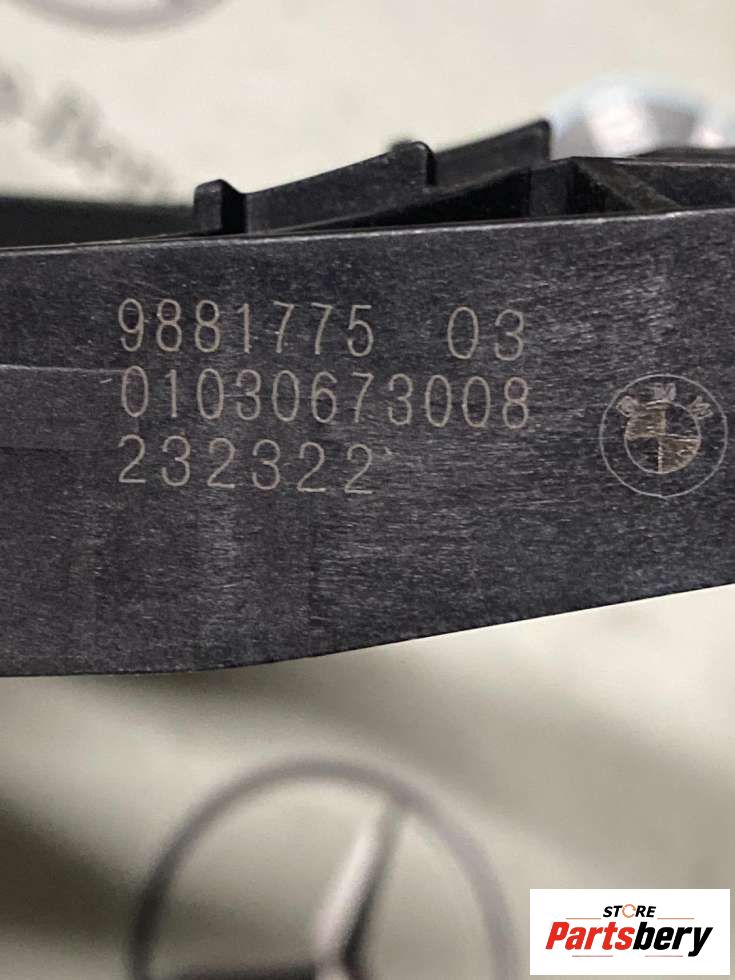 9881775 03
01030673008
232322
BMW
STORE
Partsbery